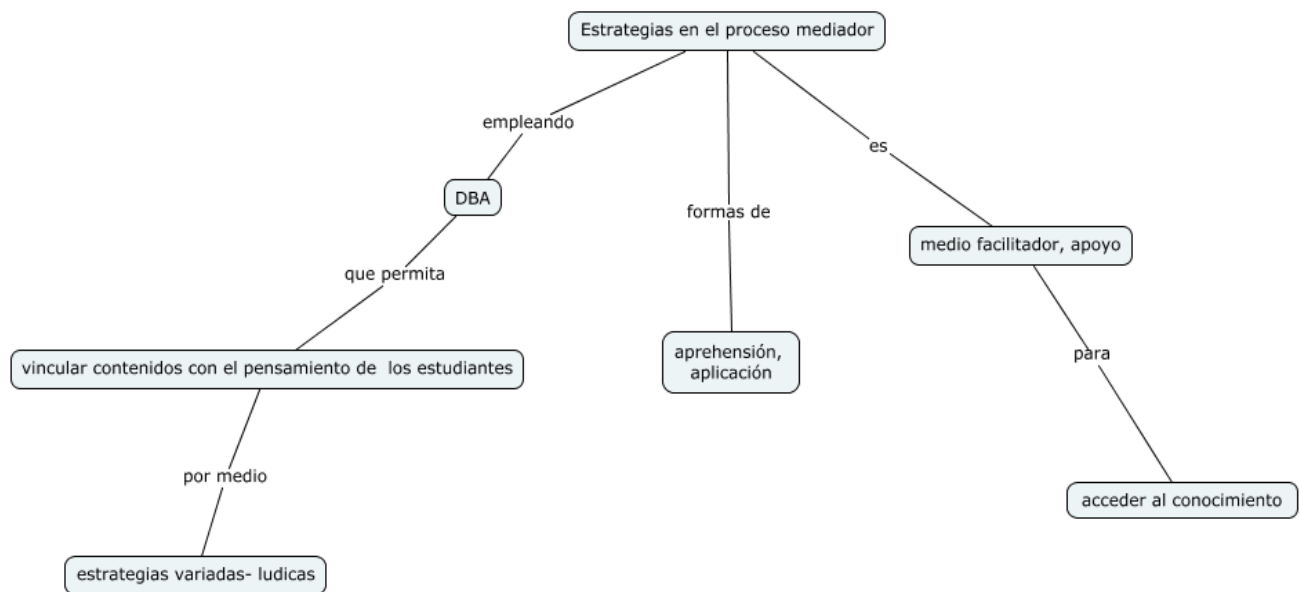 Estrategias en el proceso mediador
empleando
es
DBA
formas de
medio facilitador, apoyo
que permita
aprehensión,
aplicación
para
vincular contenidos con el pensamiento de los estudiantes
por medio
acceder al conocimiento
estrategias variadas- ludicas